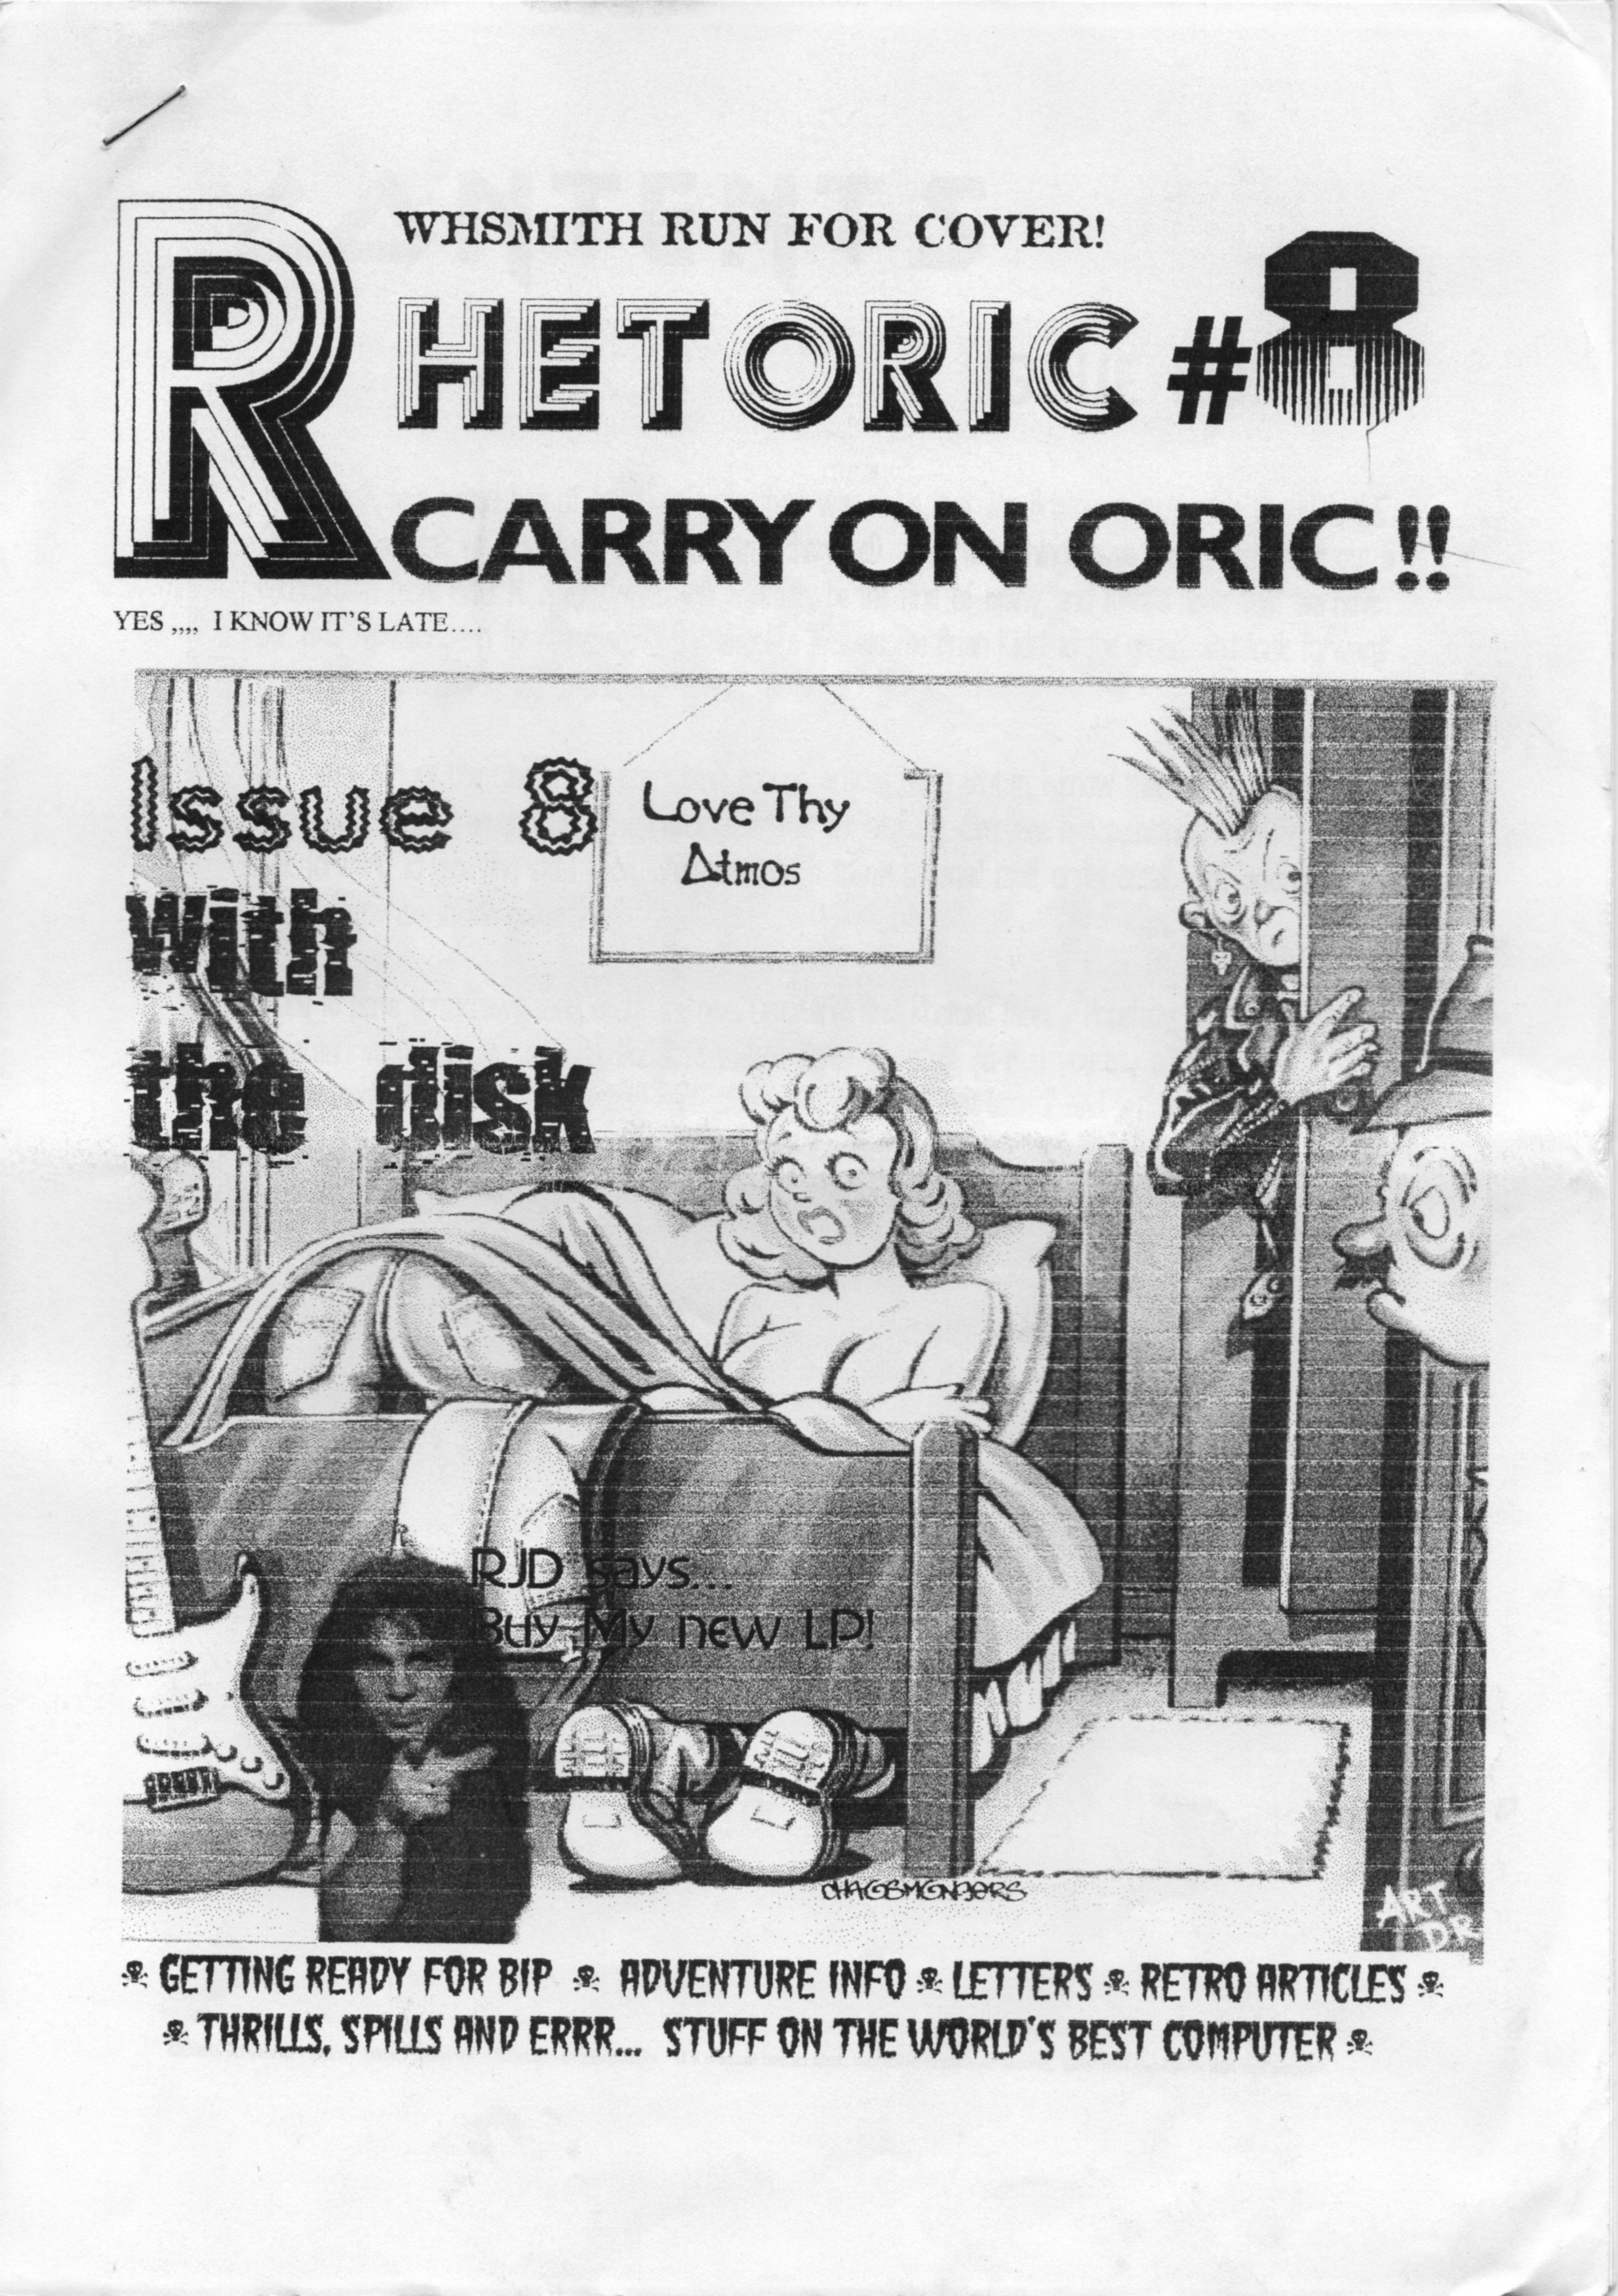 WHSMITH RUN FOR COVER!
RHETORIC #8
CARRY ON ORIC!!
YES ,,,, I KNOW IT'S LATE....
Issue 8
with
the disk
Love Thy
Atmos
RJD says...
Buy My new LP!
CHAOSMONGERS
ART
DR
GETTING READY FOR BIP ☠ ADVENTURE INFO ☠ LETTERS ☠ RETRO ARTICLES
THRILLS, SPILLS AND ERRR... STUFF ON THE WORLD'S BEST COMPUTER